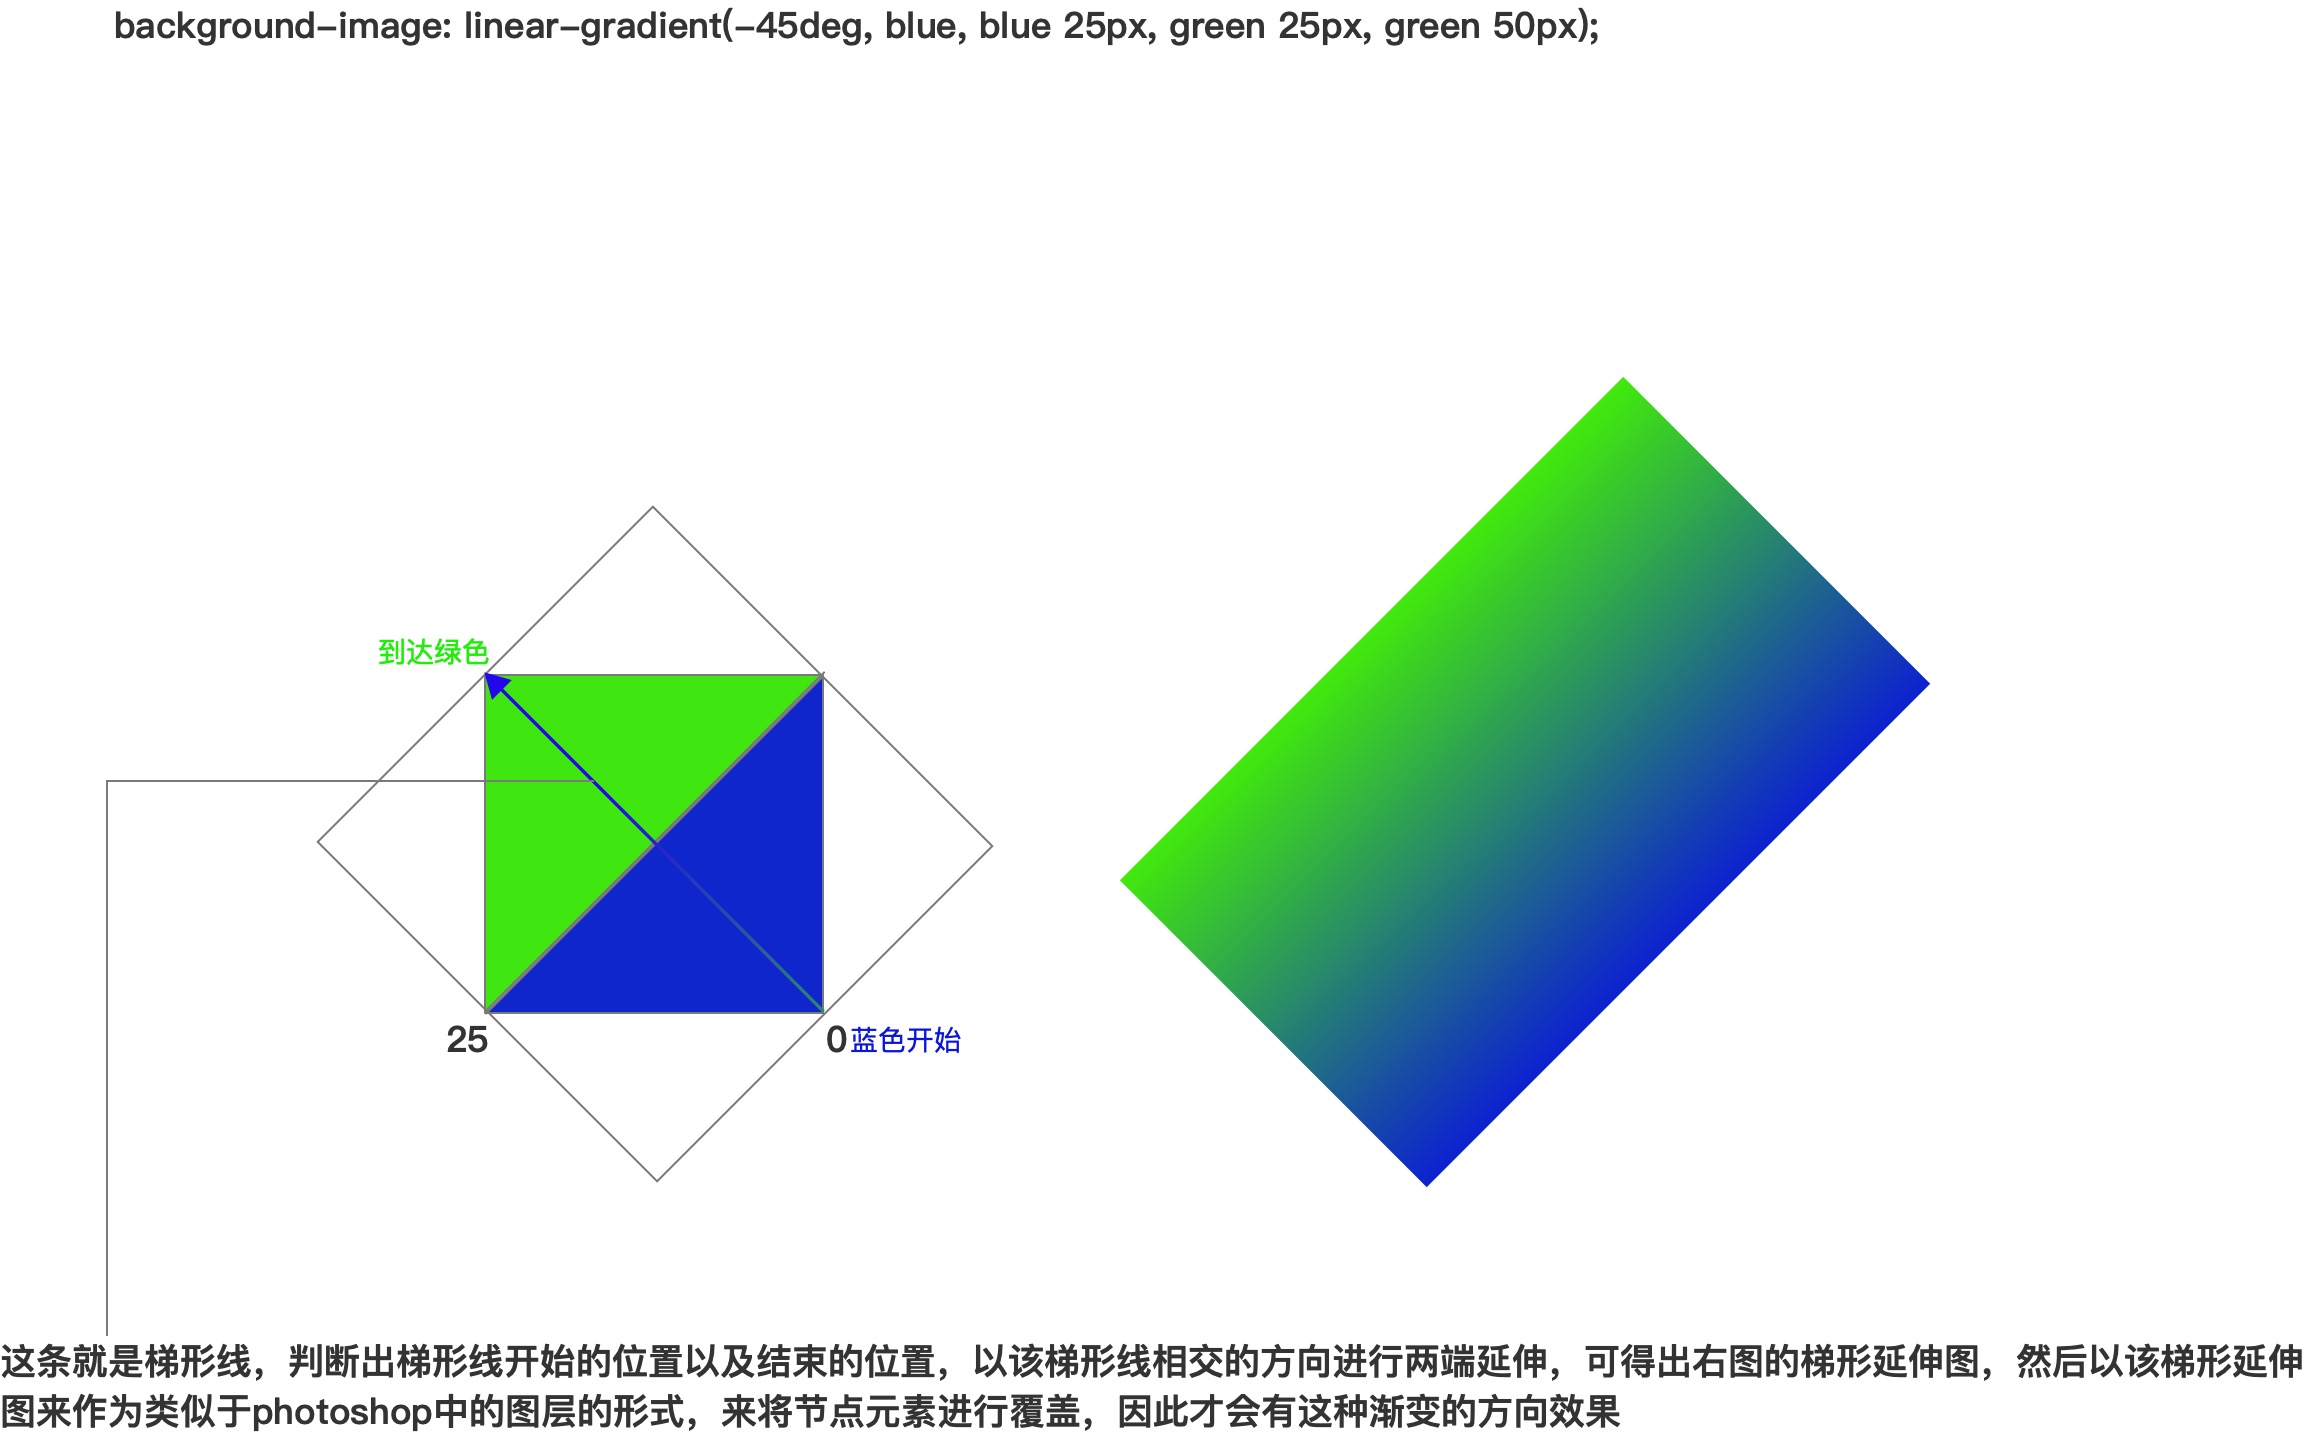 background-image: linear-gradient(-45deg, blue, blue 25px, green 25px, green 50px);
到达绿色
25
0蓝色开始
这条就是梯形线，判断出梯形线开始的位置以及结束的位置，以该梯形线相交的方向进行两端延伸，可得出右图的梯形延伸图，然后以该梯形延伸
图来作为类似于photoshop中的图层的形式，来将节点元素进行覆盖，因此才会有这种渐变的方向效果